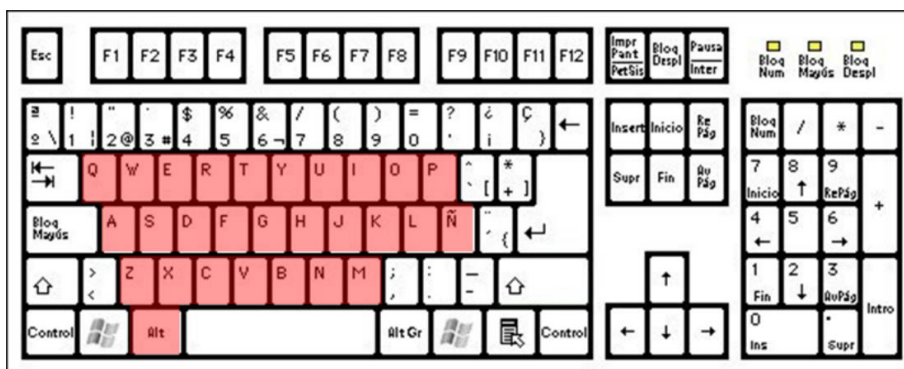 Esc F1 F2 F3 F4 F5 F6 F7 F8 F9 F10 F11 F12 Impr Pant PetSis Bloq Despl Pausa Inter Bloq Num Bloq Mayús Bloq Despl
ª ! " · $ % & / ( ) = ? ¿ Ç Insert Inicio Re Pág Bloq Num / * -
º \ 1 ¦ 2 @ 3 # 4 5 6 ¬ 7 8 9 0 ' ¡ }
Q W E R T Y U I O P ^ ` [ * + ] Supr Fin Av Pág 7 Inicio 8 ↑ 9 RePág +
Bloq Mayús A S D F G H J K L Ñ ¨ ´ { 4 ← 5 6 →
> < Z X C V B N M ; , : . _ - ↑ 1 Fin 2 ↓ 3 AvPág Intro
Control Alt Alt Gr Control ← ↓ → 0 Ins . Supr